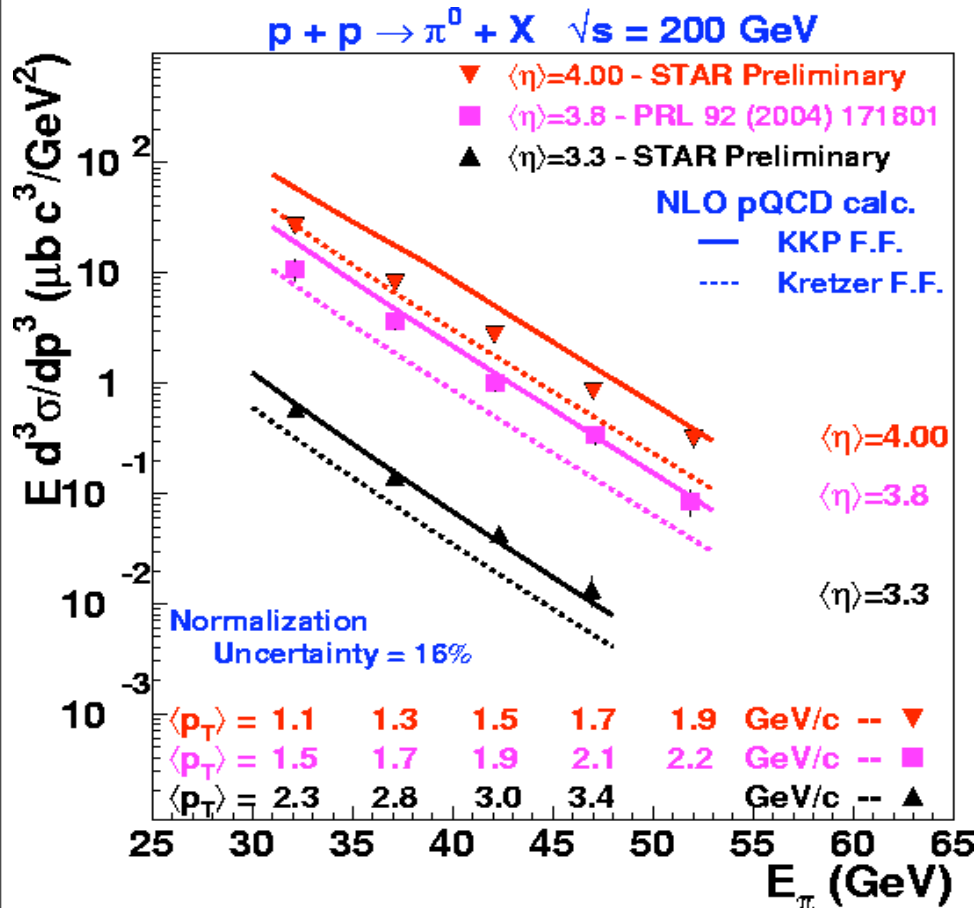 p + p → π⁰ + X √s = 200 GeV
⟨η⟩=4.00 - STAR Preliminary
⟨η⟩=3.8 - PRL 92 (2004) 171801
⟨η⟩=3.3 - STAR Preliminary
NLO pQCD calc.
KKP F.F.
Kretzer F.F.
E d³σ/dp³ (μb c³/GeV²)
10²
10
1
10⁻¹
10⁻²
10⁻³
⟨η⟩=4.00
⟨η⟩=3.8
⟨η⟩=3.3
Normalization
Uncertainty = 16%
⟨p_T⟩ = 1.1 1.3 1.5 1.7 1.9 GeV/c --
⟨p_T⟩ = 1.5 1.7 1.9 2.1 2.2 GeV/c --
⟨p_T⟩ = 2.3 2.8 3.0 3.4 GeV/c --
25 30 35 40 45 50 55 60 65
E_π (GeV)